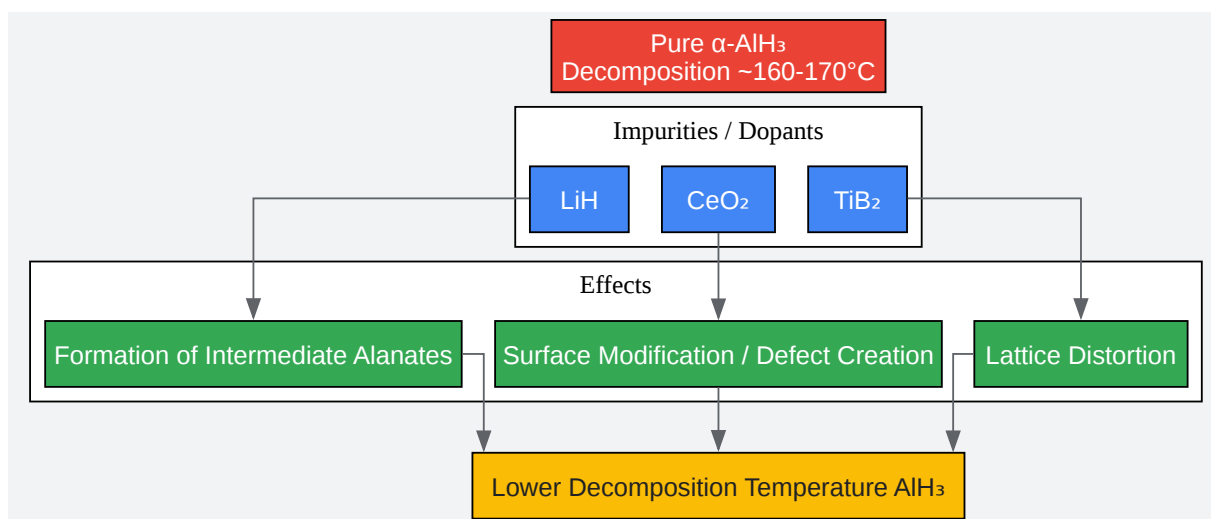 Pure α-AlH₃
Decomposition ~160-170°C
Impurities / Dopants
LiH
CeO₂
TiB₂
Effects
Formation of Intermediate Alanates
Surface Modification / Defect Creation
Lattice Distortion
Lower Decomposition Temperature AlH₃